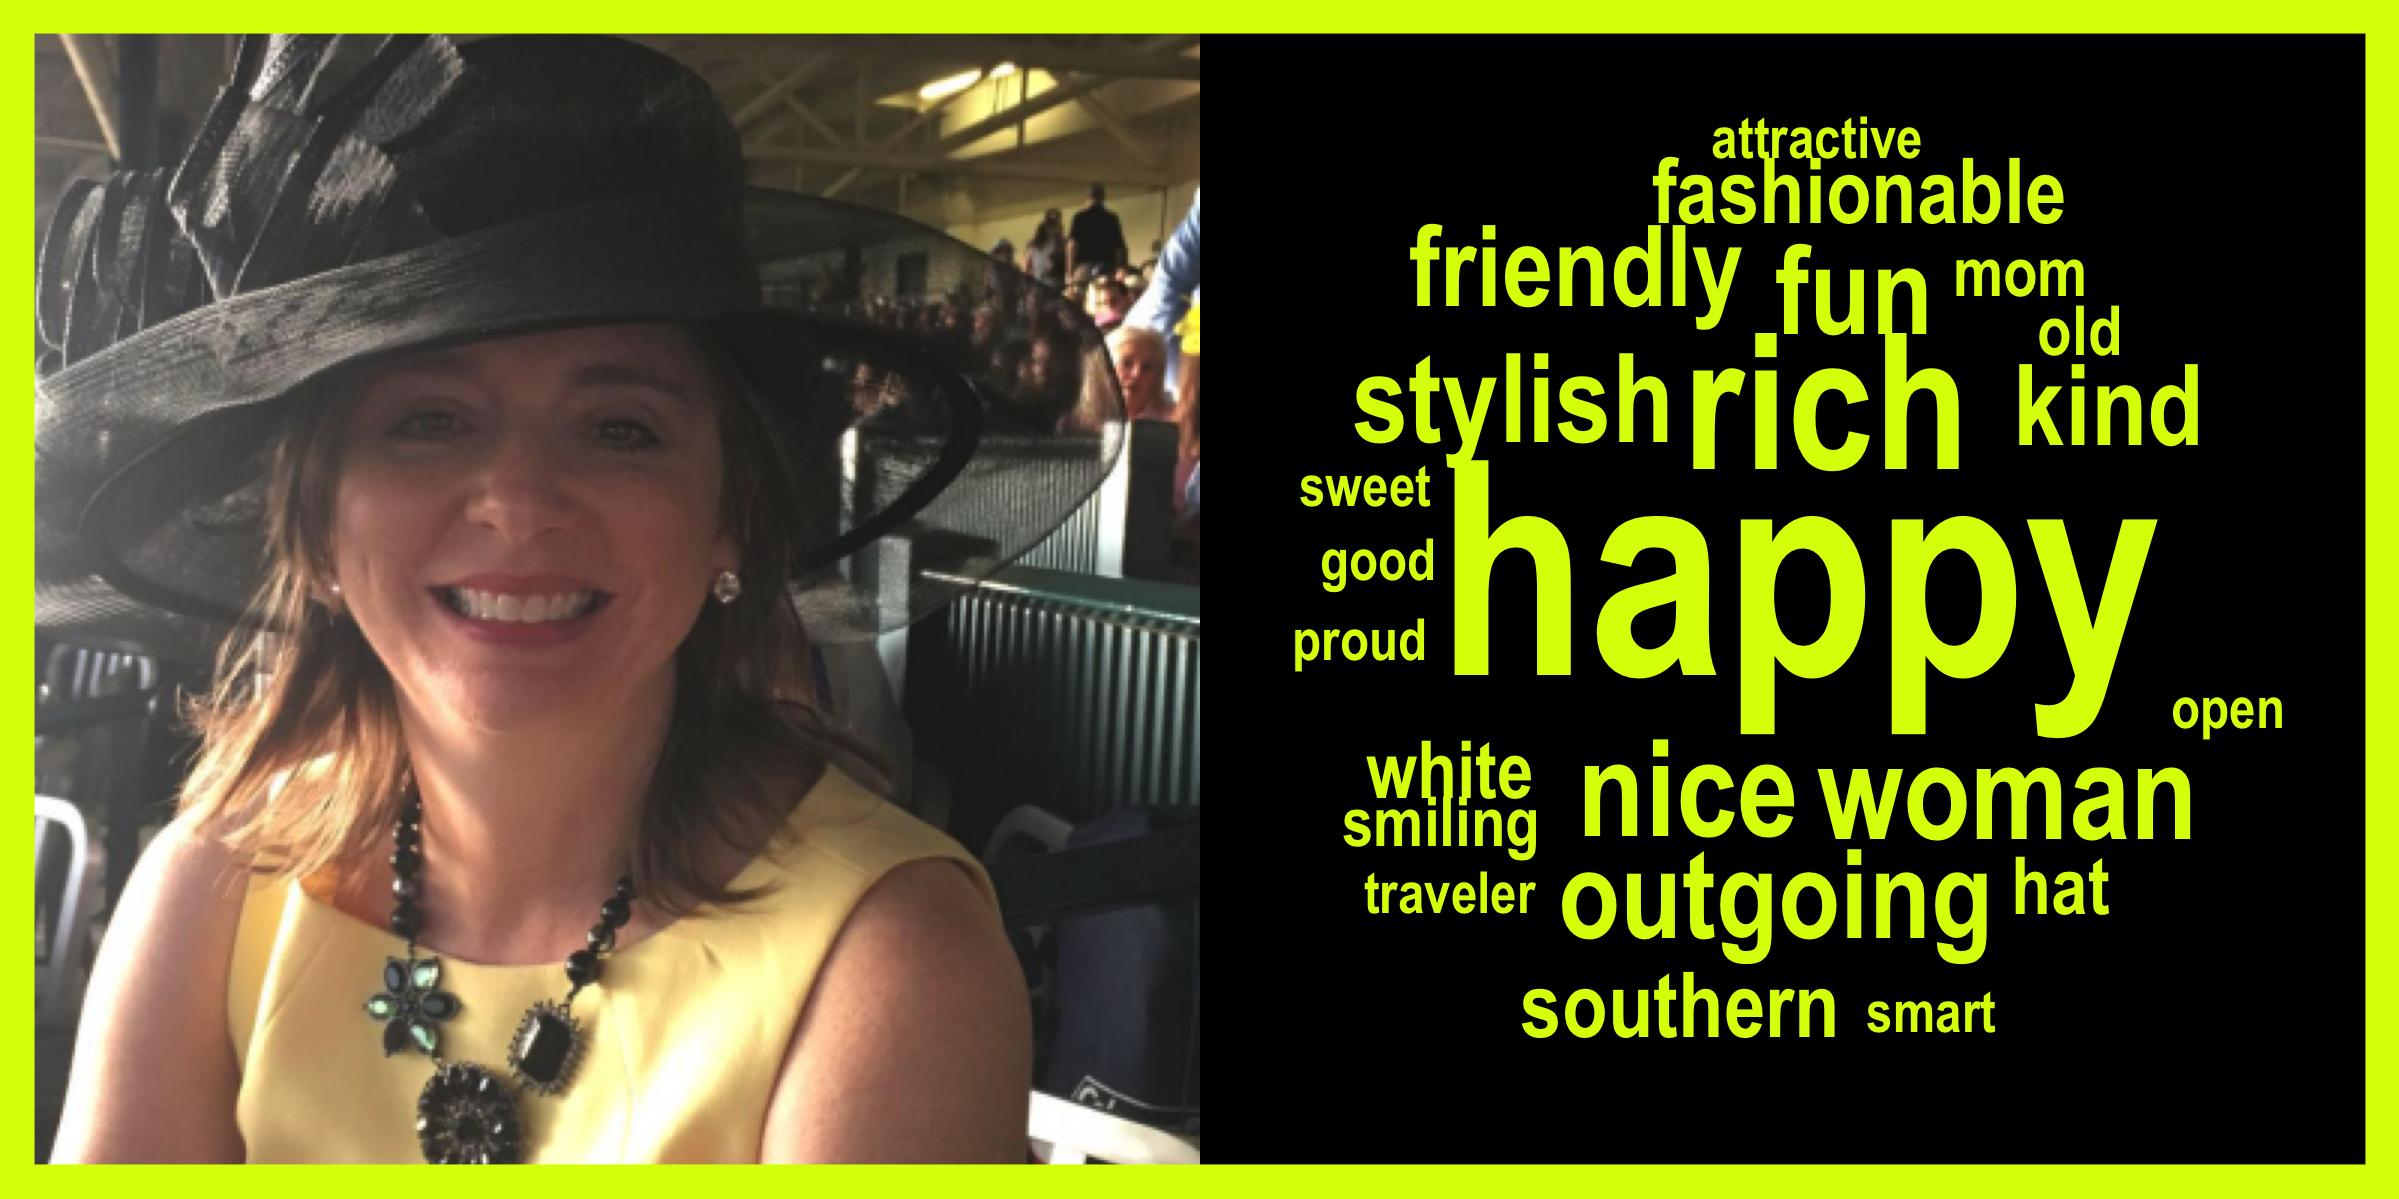 attractive
fashionable
friendly fun mom
old
stylish rich kind
sweet
happy
good
proud
open
white
nice woman
smiling
traveler outgoing hat
southern smart